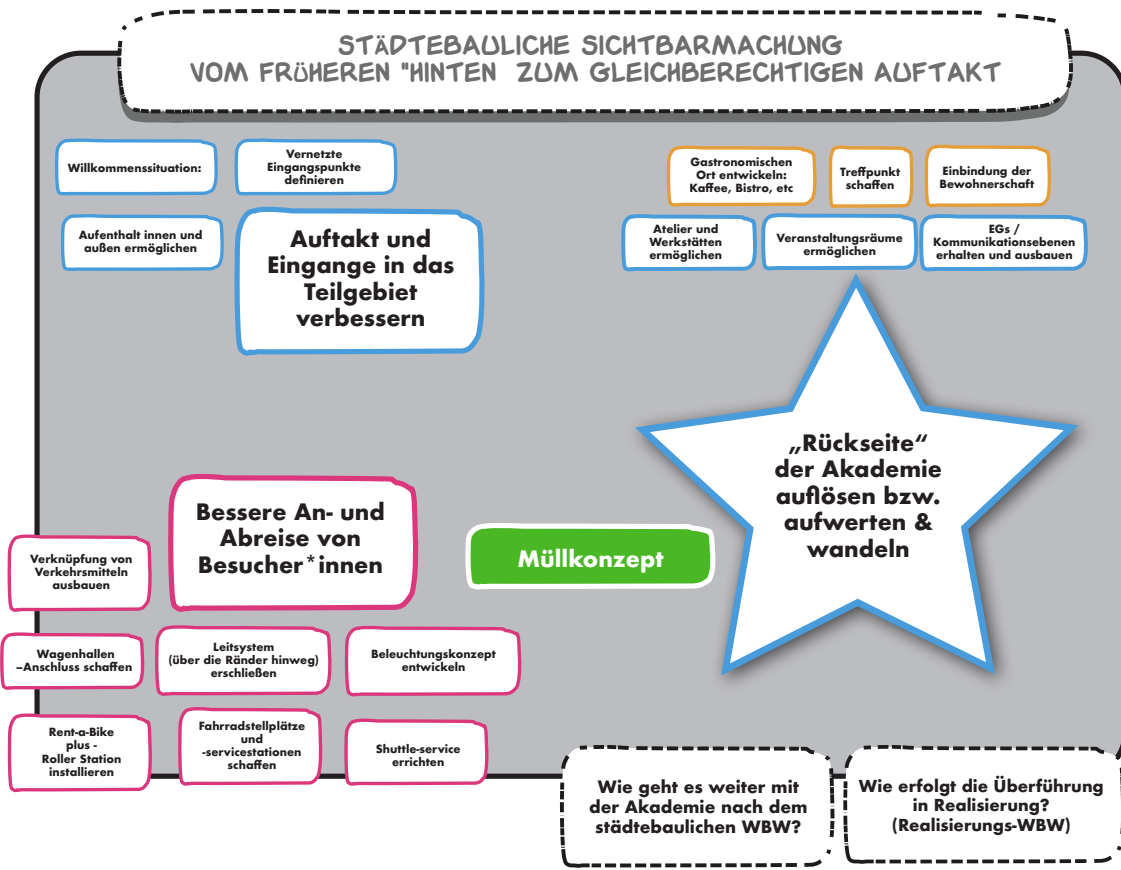 STÄDTEBAULICHE SICHTBARMACHUNG
VOM FRÜHEREN "HINTEN ZUM GLEICHBERECHTIGEN AUFTAKT
Willkommenssituation:
Vernetzte
Eingangspunkte
definieren
Aufenthalt innen und
außen ermöglichen
Auftakt und
Eingange in das
Teilgebiet
verbessern
Gastronomischen
Ort entwickeln:
Kaffee, Bistro, etc
Treffpunkt
schaffen
Einbindung der
Bewohnerschaft
Atelier und
Werkstätten
ermöglichen
Veranstaltungsräume
ermöglichen
EGs /
Kommunikationsebenen
erhalten und ausbauen
„Rückseite“
der Akademie
auflösen bzw.
aufwerten &
wandeln
Bessere An- und
Abreise von
Besucher*innen
Müllkonzept
Verknüpfung von
Verkehrsmitteln
ausbauen
Wagenhallen
–Anschluss schaffen
Leitsystem
(über die Ränder hinweg)
erschließen
Beleuchtungskonzept
entwickeln
Rent-a-Bike
plus -
Roller Station
installieren
Fahrradstellplätze
und
-servicestationen
schaffen
Shuttle-service
errichten
Wie geht es weiter mit
der Akademie nach dem
städtebaulichen WBW?
Wie erfolgt die Überführung
in Realisierung?
(Realisierungs-WBW)